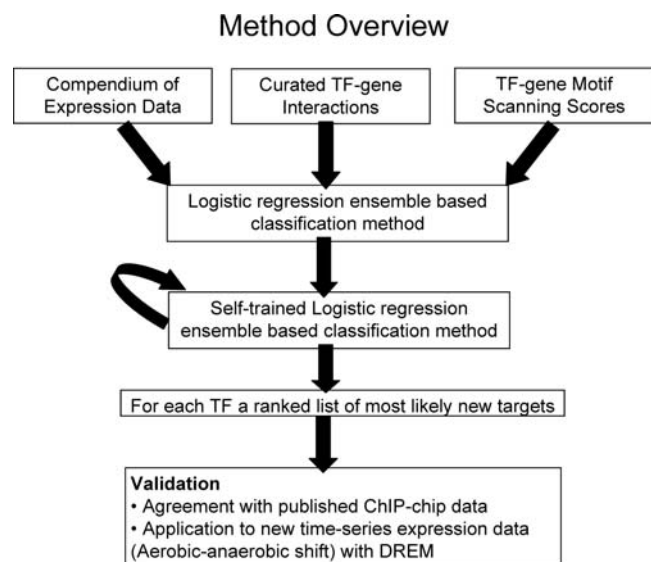 Method Overview
Compendium of
Expression Data
Curated TF-gene
Interactions
TF-gene Motif
Scanning Scores
Logistic regression ensemble based
classification method
Self-trained Logistic regression
ensemble based classification method
For each TF a ranked list of most likely new targets
Validation
• Agreement with published ChIP-chip data
• Application to new time-series expression data
(Aerobic-anaerobic shift) with DREM